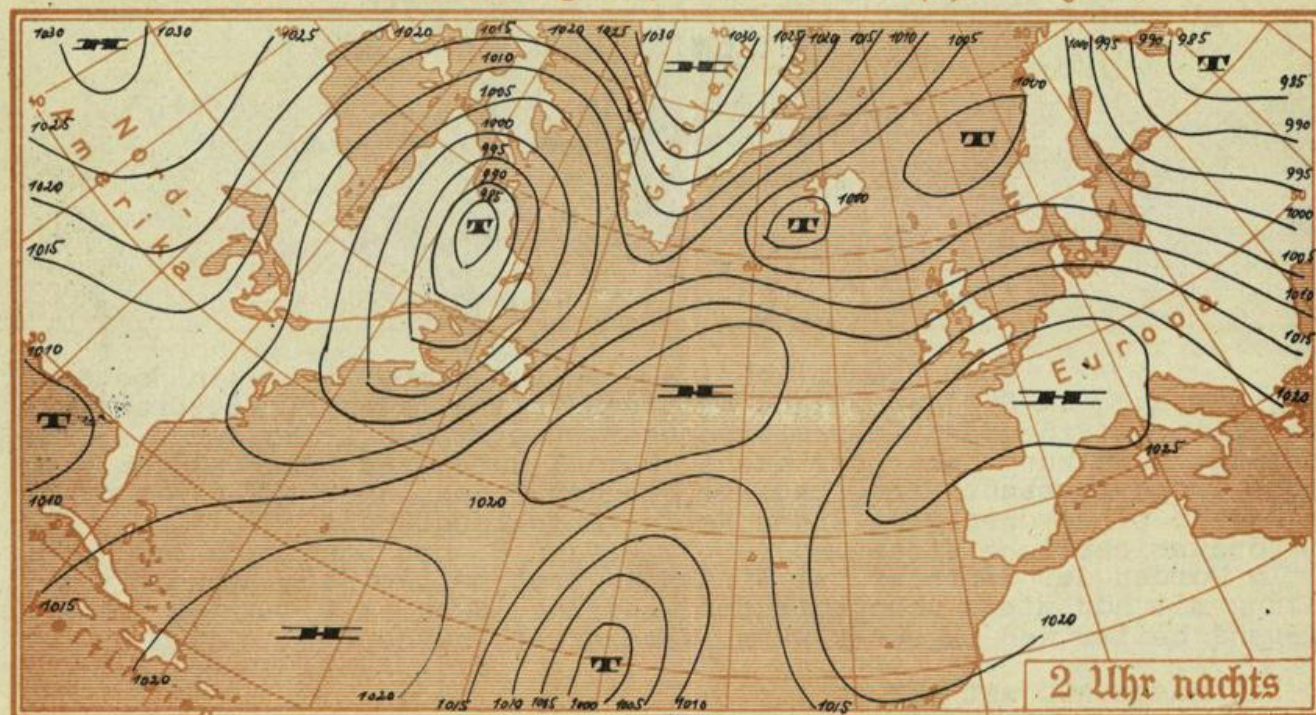 1030 H 1030 1025 1020 1015 1020 1025 1030 1030 1025 1020 1015 1010 1005 1000 995 990 985
H T
1010 1000
1005 985
1025 1000 T 990
Nord-Amerika 995 Grönland
990 995
1020 985 1000 1000
1015 T T 1005
1010
1015
1010 H Europa
T H 1020
1025
1010 1020
1015 H 1020
T
1020 1020 1015 1010 1005 1000 1005 1010 1015
2 Uhr nachts